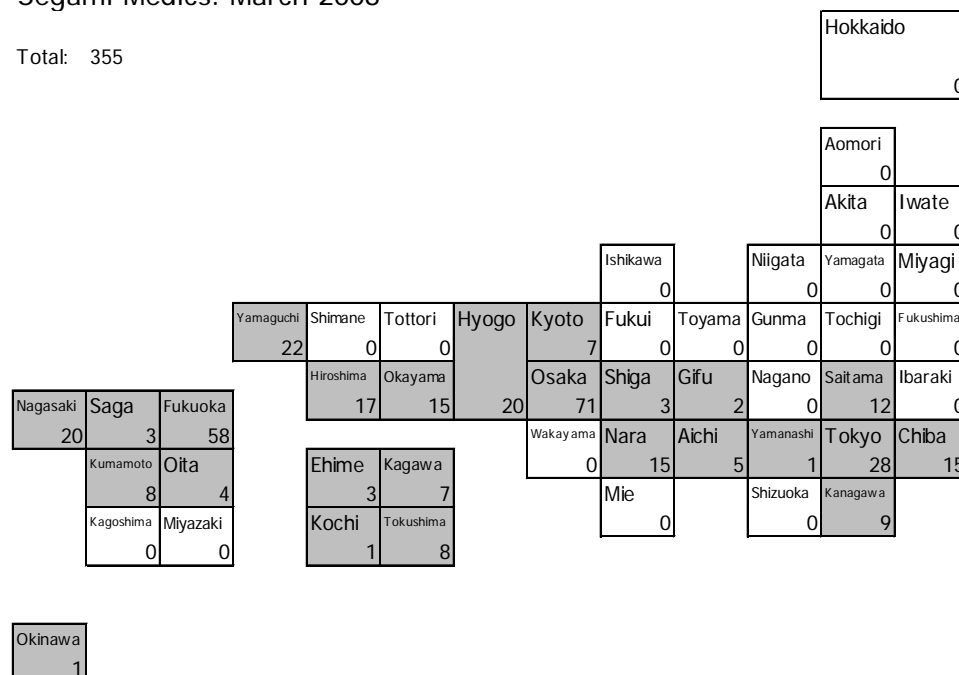 Segami Medics: March 2008
Total: 355
Hokkaido
0
Aomori
0
Akita Iwate
0 0
Ishikawa Niigata Yamagata Miyagi
0 0 0 0
Yamaguchi Shimane Tottori Hyogo Kyoto Fukui Toyama Gunma Tochigi Fukushima
22 0 0 7 0 0 0 0 0
Hiroshima Okayama Osaka Shiga Gifu Nagano Saitama Ibaraki
17 15 20 71 3 2 0 12 0
Nagasaki Saga Fukuoka
20 3 58
Wakayama Nara Aichi Yamanashi Tokyo Chiba
0 15 5 1 28 15
Kumamoto Oita Ehime Kagawa
8 4 3 7
Mie Shizuoka Kanagawa
0 0 9
Kagoshima Miyazaki Kochi Tokushima
0 0 1 8
Okinawa
1